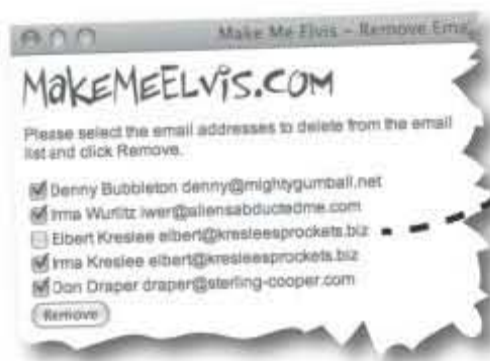 Make Me Elvis – Remove Ema
MAKEMEELVIS.COM
Please select the email addresses to delete from the email
list and click Remove.
Denny Bubbleton denny@mightygumball.net
Irma Wurlitz iwer@aliensabductedme.com
Elbert Kreslee elbert@kresleesprockets.biz
Irma Kreslee elbert@kresleesprockets.biz
Don Draper draper@sterling-cooper.com
Remove